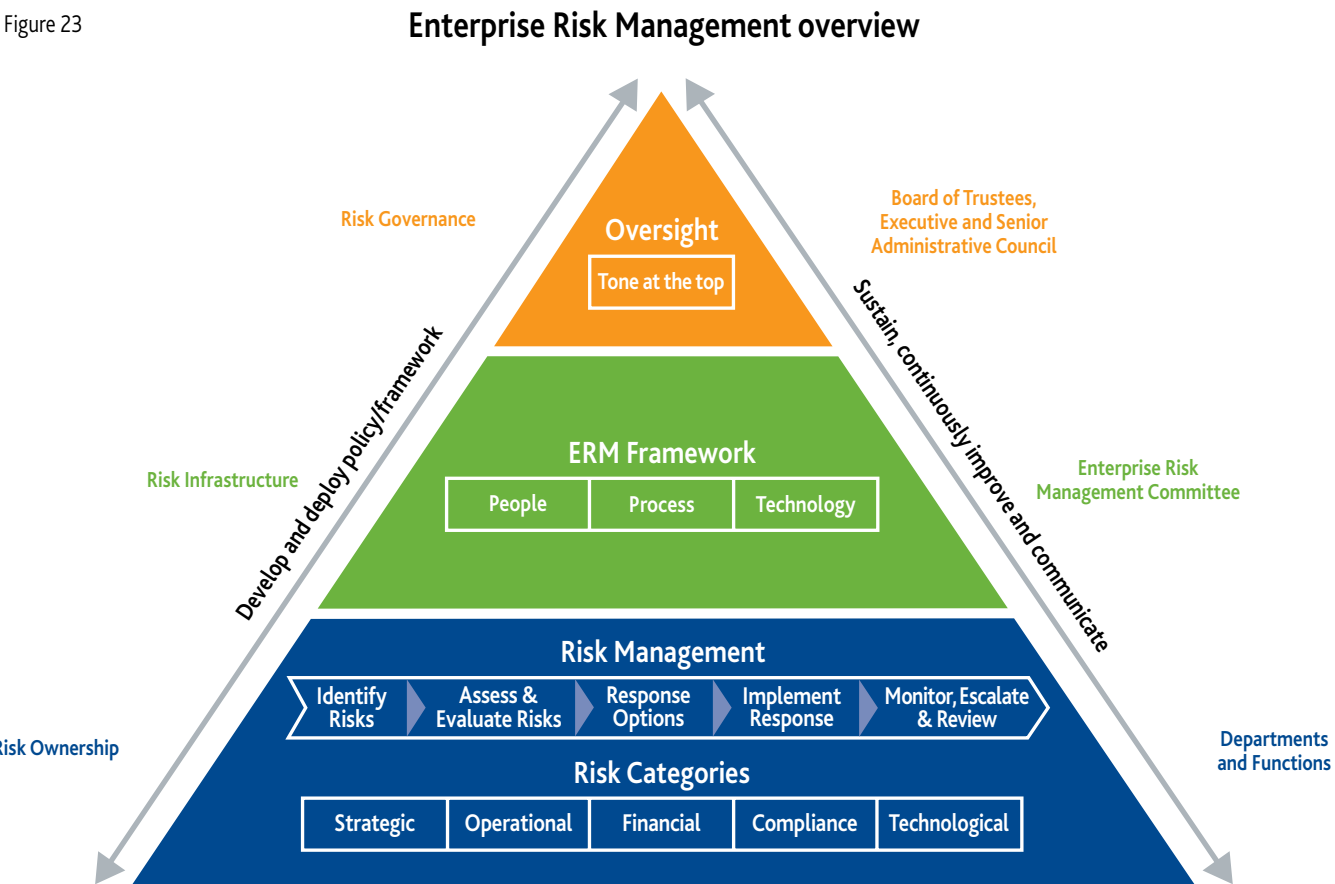 Figure 23
Enterprise Risk Management overview
Risk Governance
Oversight
Tone at the top
Board of Trustees,
Executive and Senior
Administrative Council
Develop and deploy policy/framework
Sustain, continuously improve and communicate
Risk Infrastructure
ERM Framework
People
Process
Technology
Enterprise Risk
Management Committee
Risk Management
Identify
Risks
Assess &
Evaluate Risks
Response
Options
Implement
Response
Monitor, Escalate
& Review
Risk Ownership
Departments
and Functions
Risk Categories
Strategic
Operational
Financial
Compliance
Technological